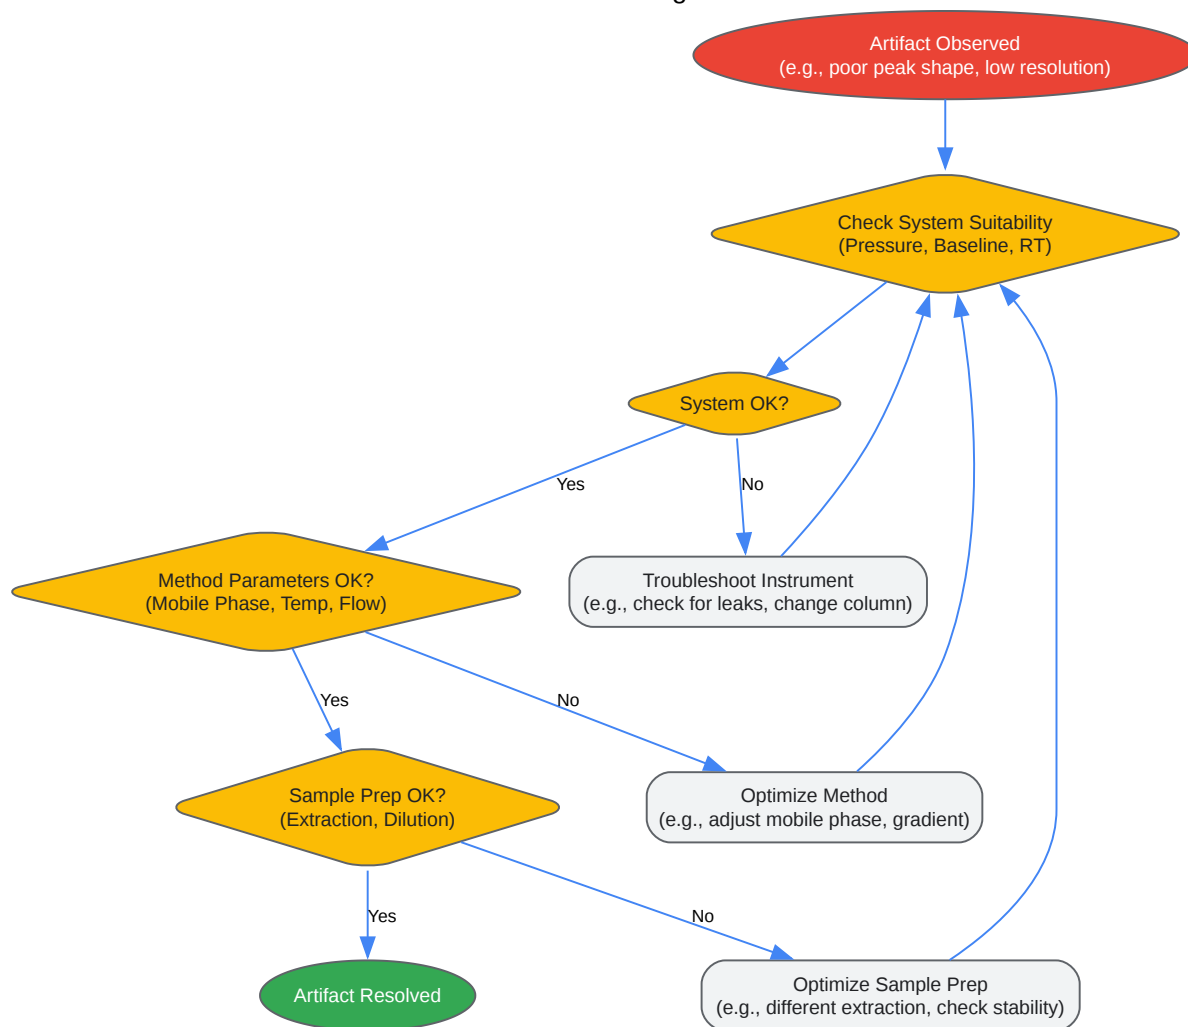 Artifact Observed
(e.g., poor peak shape, low resolution)
Check System Suitability
(Pressure, Baseline, RT)
System OK?
Yes
No
Method Parameters OK?
(Mobile Phase, Temp, Flow)
Troubleshoot Instrument
(e.g., check for leaks, change column)
Yes
No
Sample Prep OK?
(Extraction, Dilution)
Optimize Method
(e.g., adjust mobile phase, gradient)
Yes
No
Artifact Resolved
Optimize Sample Prep
(e.g., different extraction, check stability)